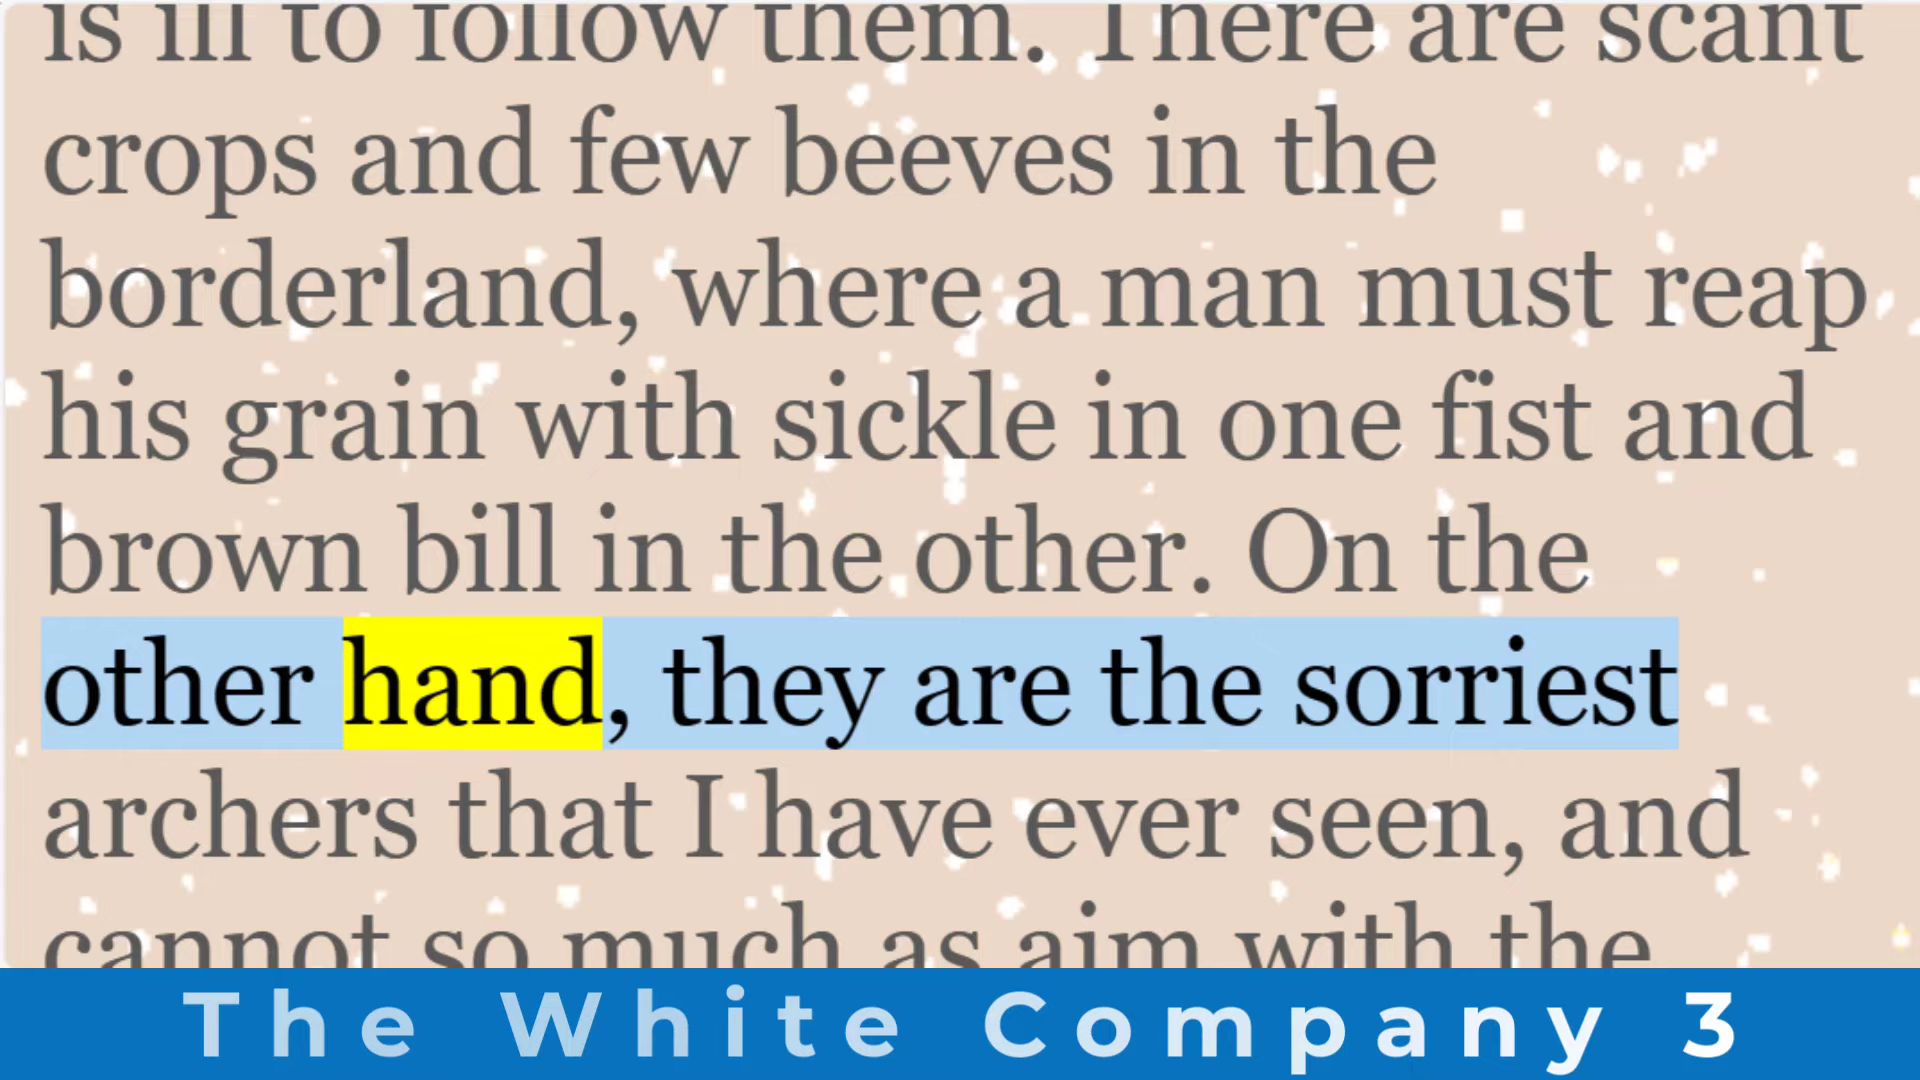 is ill to follow them. There are scant
crops and few beeves in the
borderland, where a man must reap
his grain with sickle in one fist and
brown bill in the other. On the
other hand, they are the sorriest
archers that I have ever seen, and
cannot so much as aim with the
The White Company 3